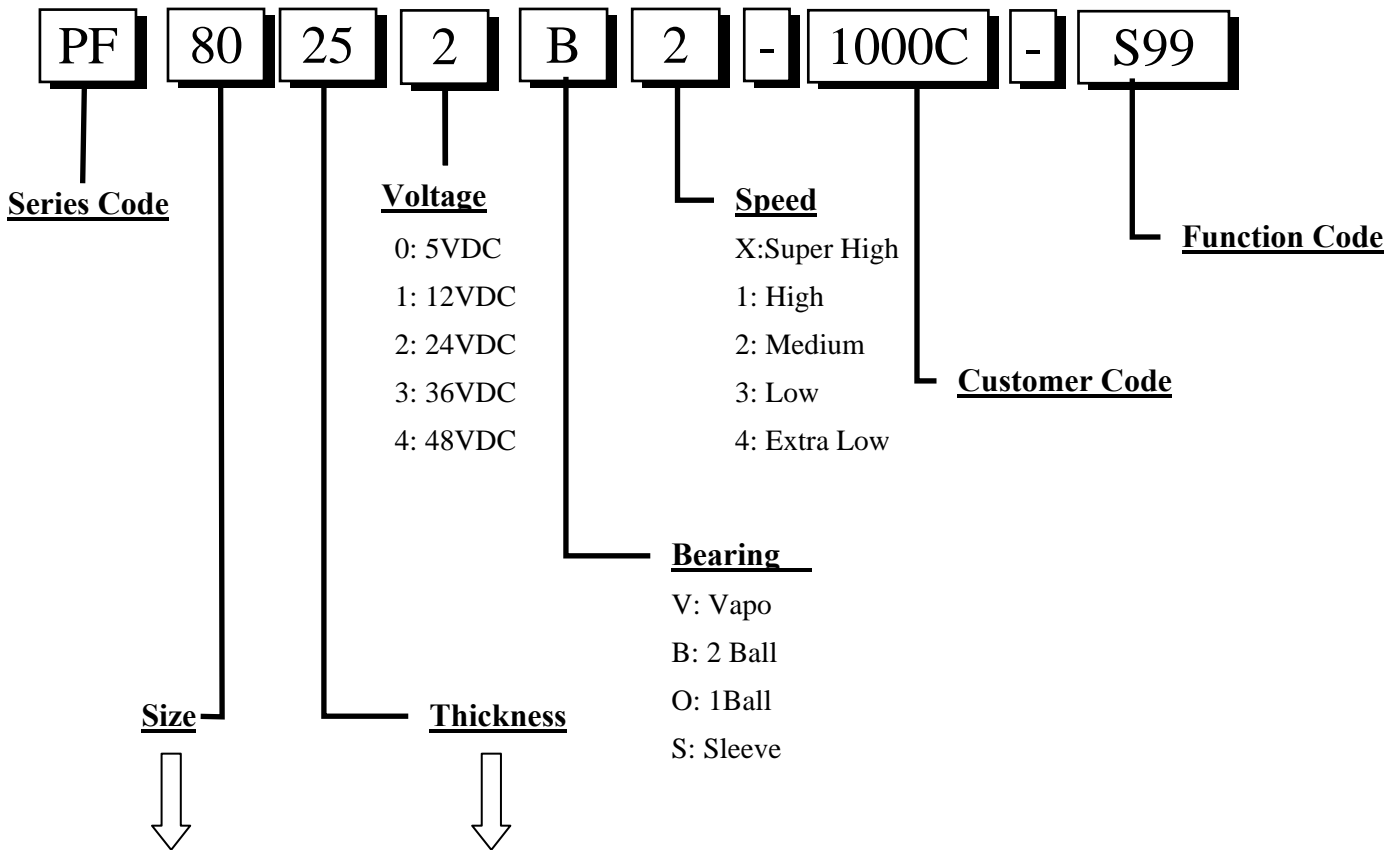 PF 80 25 2 B 2 - 1000C - S99
Series Code
Voltage
0: 5VDC
1: 12VDC
2: 24VDC
3: 36VDC
4: 48VDC
Speed
X:Super High
1: High
2: Medium
3: Low
4: Extra Low
Function Code
Customer Code
Bearing
V: Vapo
B: 2 Ball
O: 1Ball
S: Sleeve
Size
Thickness